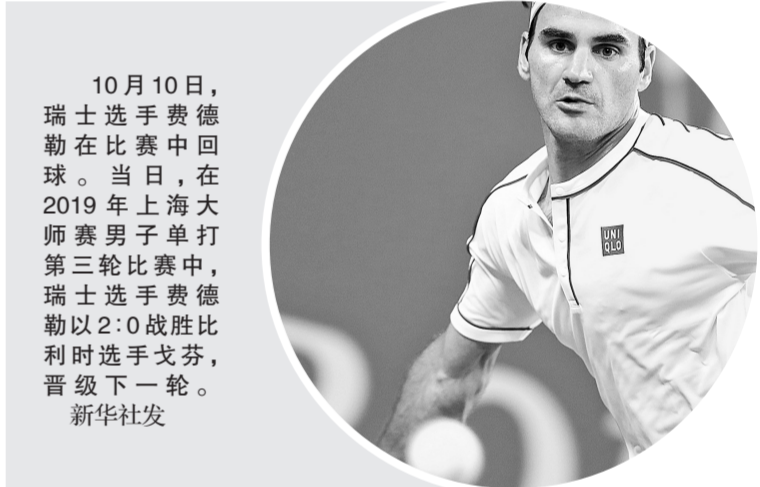 10月10日，
瑞士选手费德
勒在比赛中回
球。当日，在
2019年上海大
师赛男子单打
第三轮比赛中，
瑞士选手费德
勒以2∶0战胜比
利时选手戈芬，
晋级下一轮。
新华社发
UNI
QLO